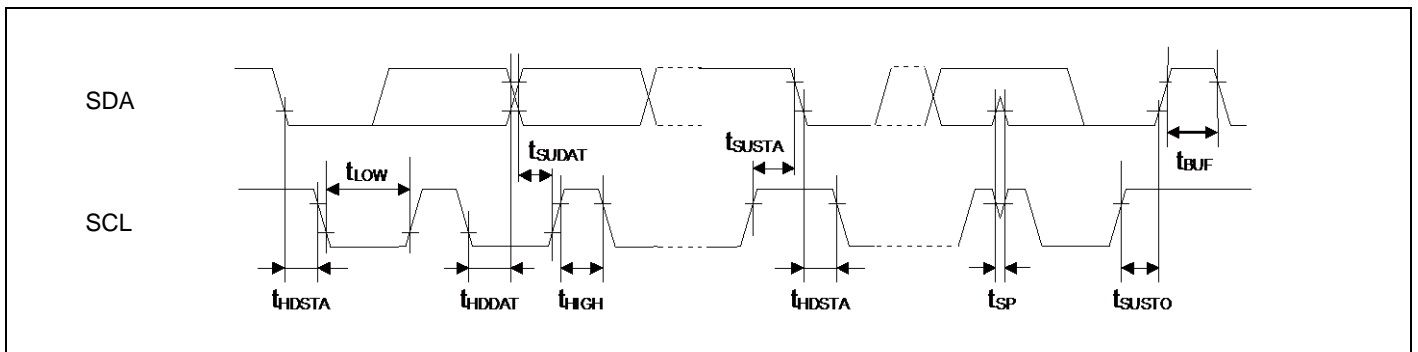 SDA
tSUDAT
tSUSTA
tBUF
tLOW
SCL
tHDSTA
tHDDAT
tHIGH
tHDSTA
tSP
tSUSTO